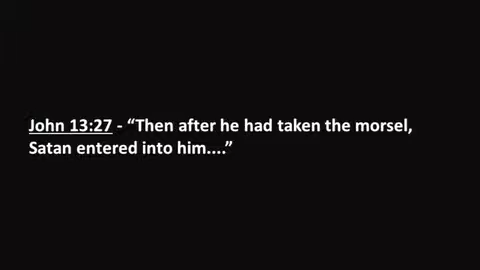 John 13:27 - “Then after he had taken the morsel,
Satan entered into him....”